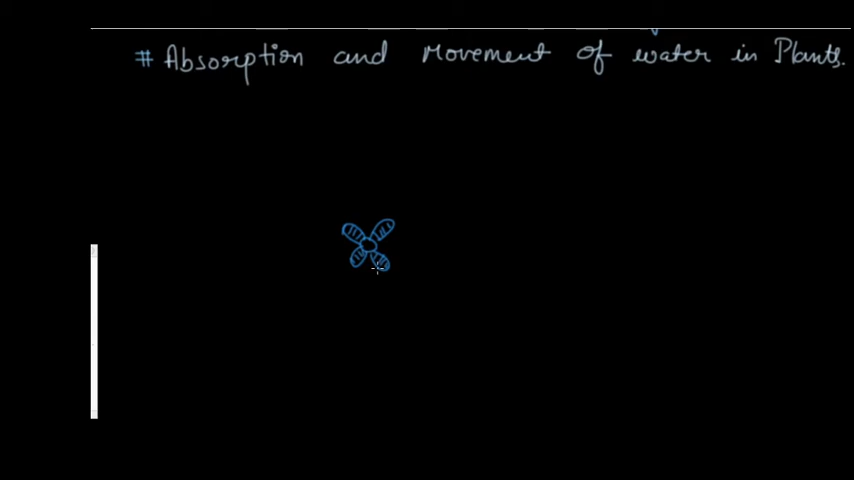 # Absorption and Movement of water in Plants.